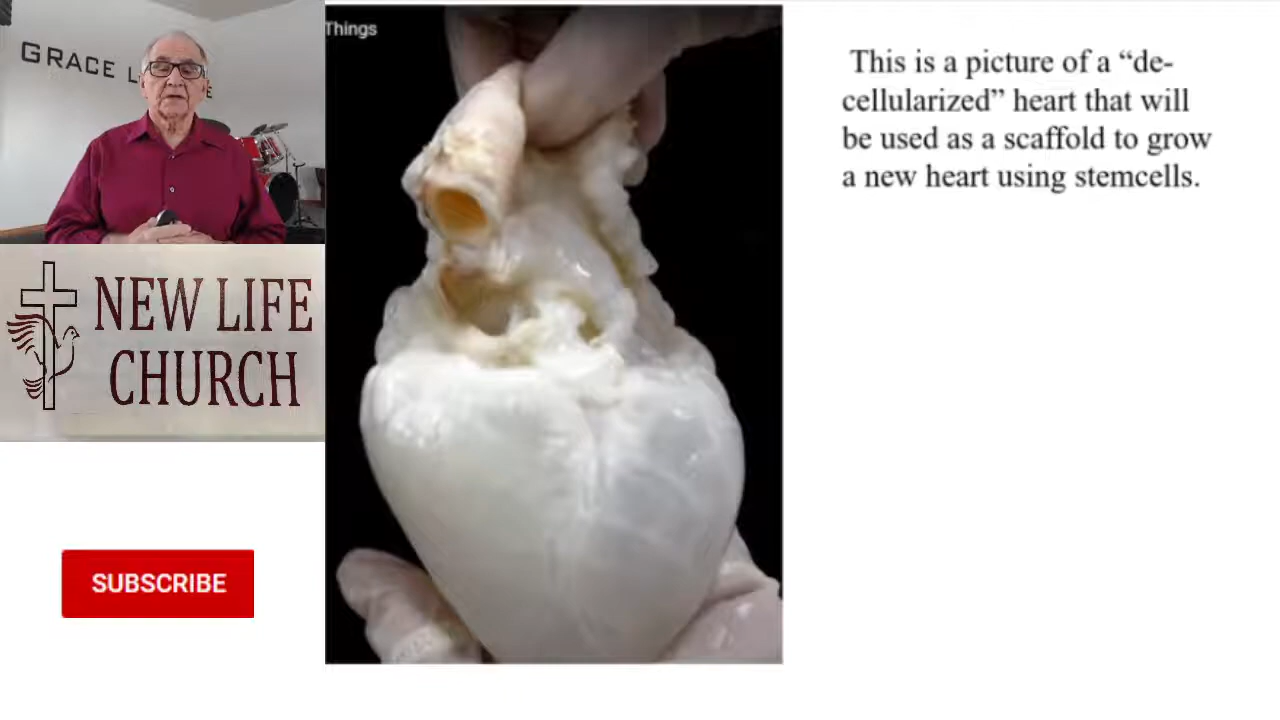 GRACE L
Things
NEW LIFE
CHURCH
SUBSCRIBE
This is a picture of a “de-
cellularized” heart that will
be used as a scaffold to grow
a new heart using stemcells.